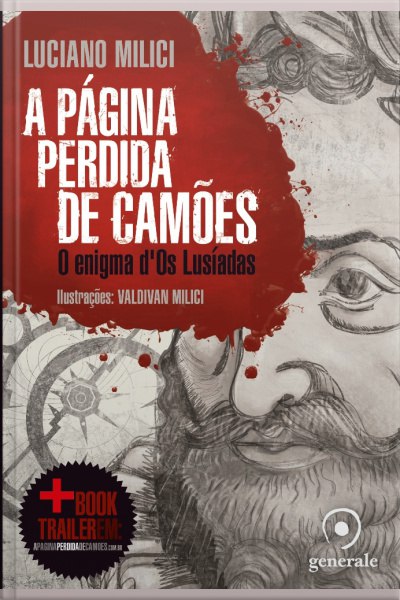 LUCIANO MILICI
A PÁGINA
PERDIDA
DE CAMÕES
O enigma d'Os Lusíadas
Ilustrações: VALDIVAN MILICI
+ BOOK
TRAILER EM:
APAGINAPERDIDADECAMOES.COM.BR
generale